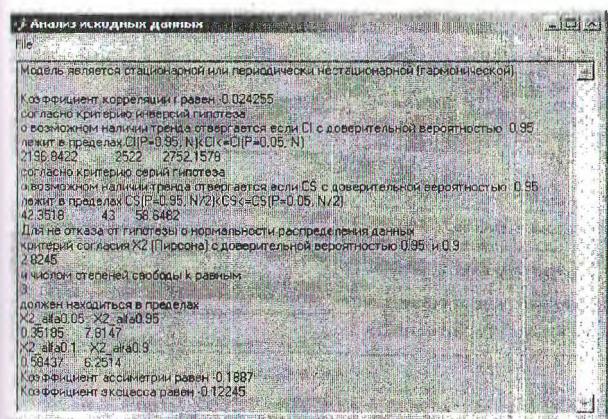 Анализ исходных данных
File
Модель является стационарной или периодически нестационарной (гармонической)
Коэффициент корреляции r равен -0.024255
согласно критерию инверсий гипотеза
о возможном наличии тренда отвергается если CI с доверительной вероятностью 0.95
лежит в пределах CI(P=0.95, N)<CI<=CI(P=0.05, N)
2196.8422 2522 2752.1578
согласно критерию серий гипотеза
о возможном наличии тренда отвергается если CS с доверительной вероятностью 0.95
лежит в пределах CS(P=0.95, N/2)<CS<=CS(P=0.05, N/2)
42.3518 43 58.6482
Для не отказа от гипотезы о нормальности распределения данных
критерий согласия X2 (Пирсона) с доверительной вероятностью 0.95 и 0.9
2.8245
и числом степеней свободы k равным
3
должен находиться в пределах
X2_alfa0.05 X2_alfa0.95
0.35185 7.8147
X2_alfa0.1 X2_alfa0.9
0.58437 6.2514
Коэффициент ассиметрии равен -0.1887
Коэффициент эксцесса равен -0.12245